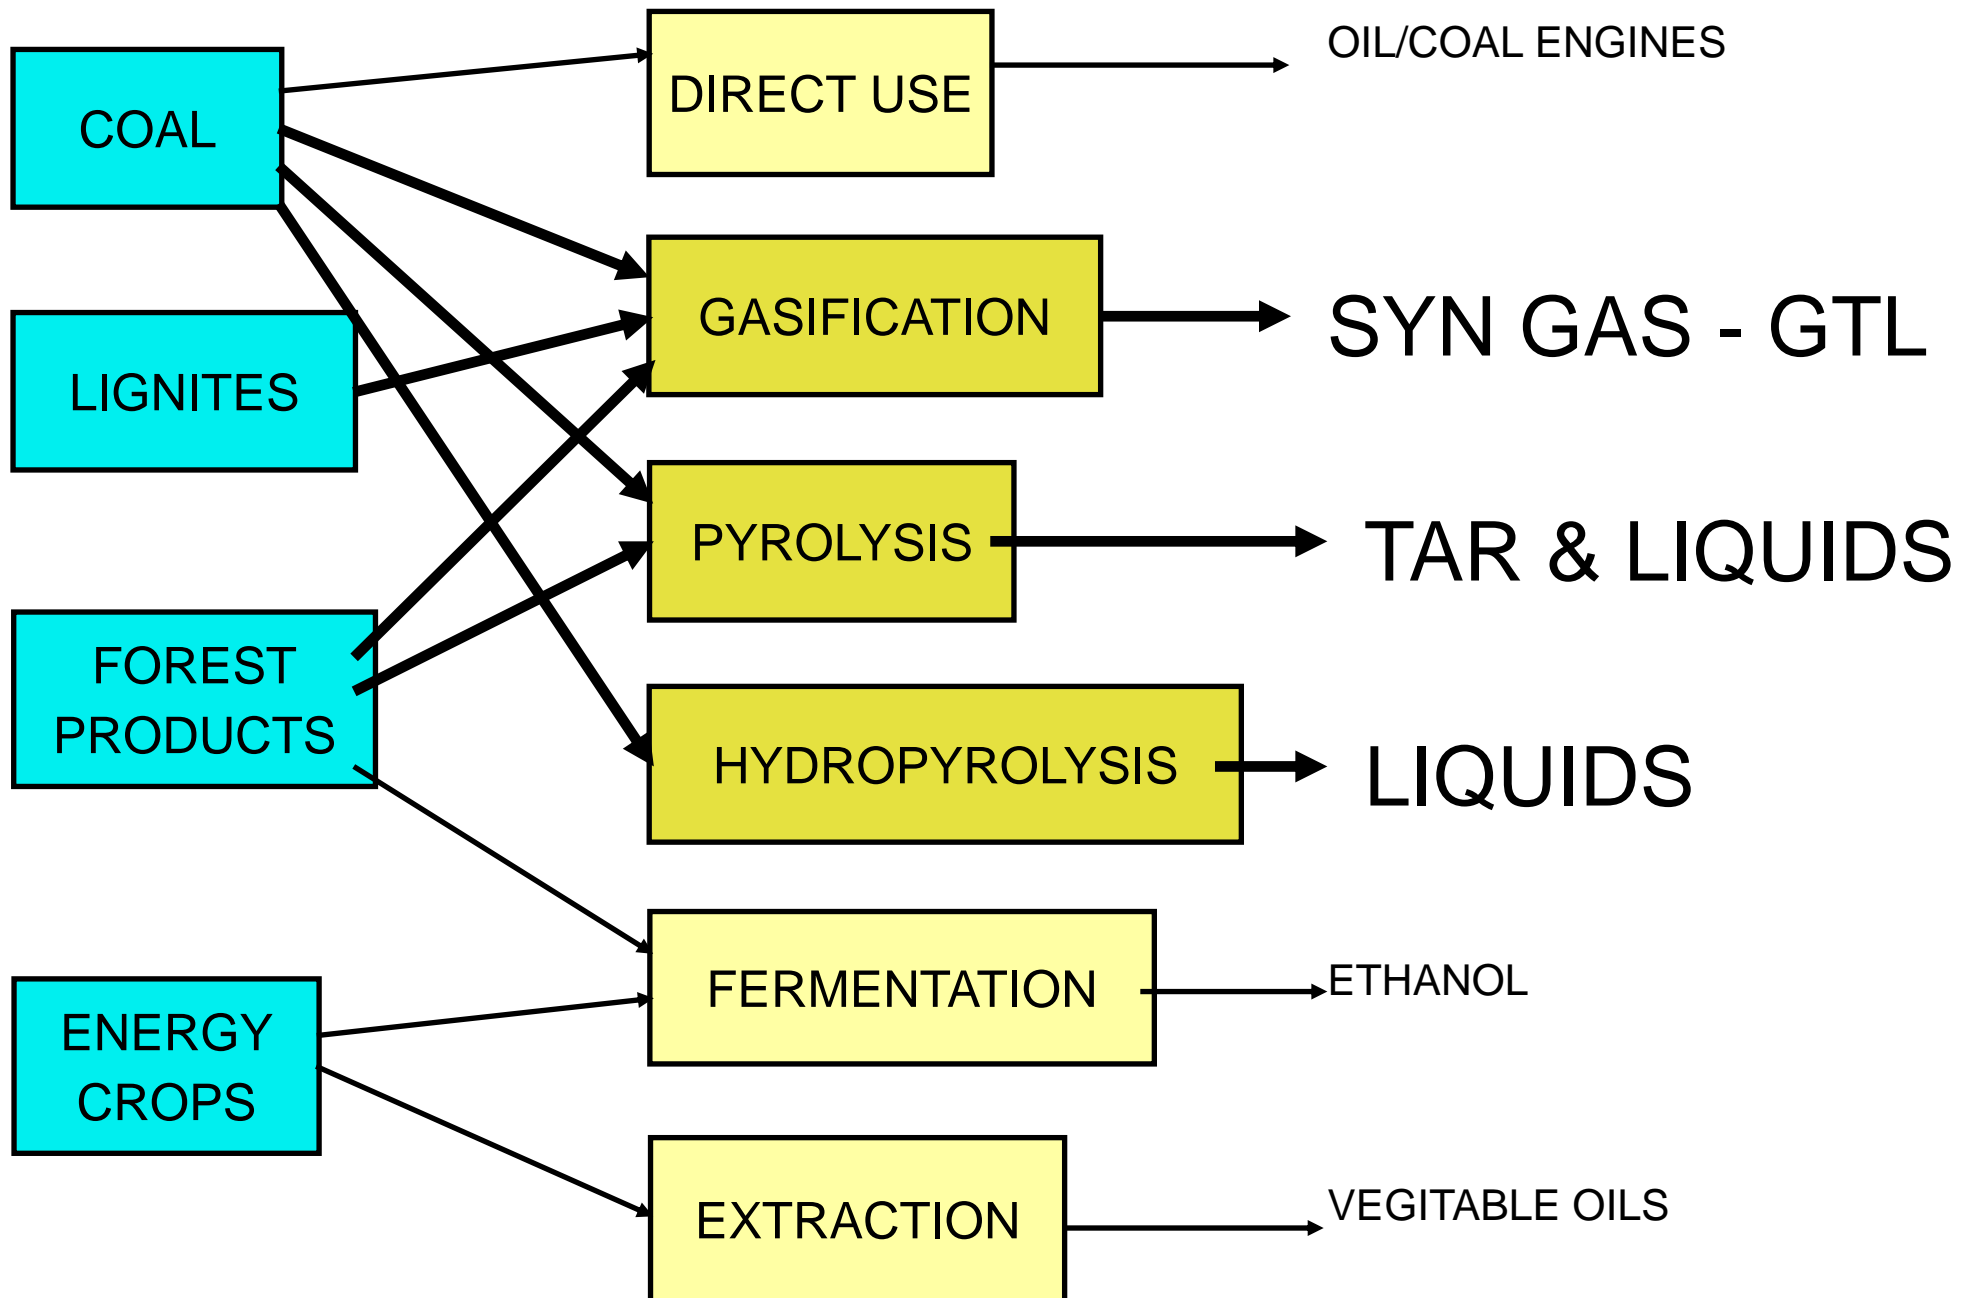 COAL
DIRECT USE
OIL/COAL ENGINES
LIGNITES
GASIFICATION
SYN GAS - GTL
PYROLYSIS
TAR & LIQUIDS
FOREST
PRODUCTS
HYDROPYROLYSIS
LIQUIDS
ENERGY
CROPS
FERMENTATION
ETHANOL
EXTRACTION
VEGITABLE OILS